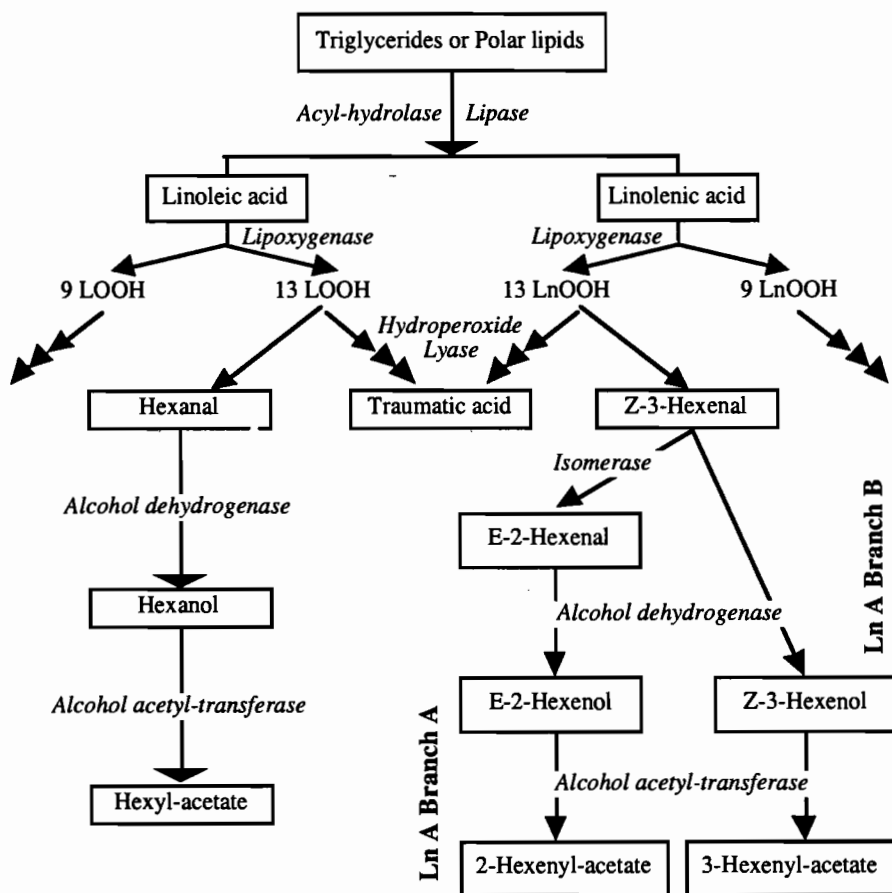 Triglycerides or Polar lipids
Acyl-hydrolase Lipase
Linoleic acid
Linolenic acid
Lipoxygenase
Lipoxygenase
9 LOOH
13 LOOH
13 LnOOH
9 LnOOH
Hydroperoxide
Lyase
Hexanal
Traumatic acid
Z-3-Hexenal
Isomerase
Alcohol dehydrogenase
E-2-Hexenal
Ln A Branch B
Hexanol
Alcohol dehydrogenase
Alcohol acetyl-transferase
E-2-Hexenol
Z-3-Hexenol
Ln A Branch A
Alcohol acetyl-transferase
Hexyl-acetate
2-Hexenyl-acetate
3-Hexenyl-acetate